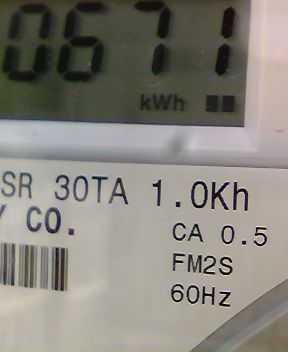 0671
kWh
SR 30TA 1.0Kh
Y CO.
CA 0.5
FM2S
60Hz